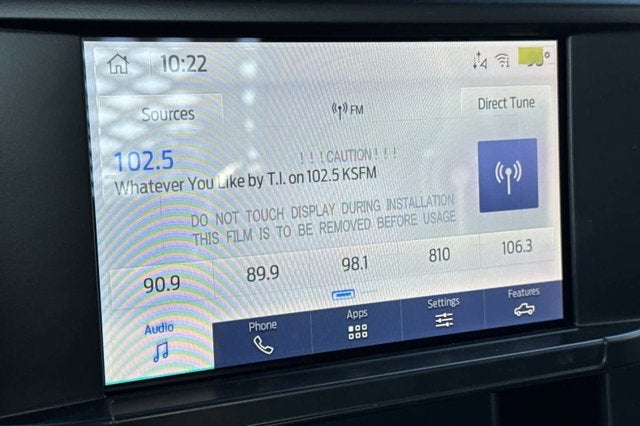 10:22
Sources
FM
Direct Tune
102.5
! ! ! CAUTION ! ! !
Whatever You Like by T.I. on 102.5 KSFM
DO NOT TOUCH DISPLAY DURING INSTALLATION
THIS FILM IS TO BE REMOVED BEFORE USAGE
90.9 89.9 98.1 810 106.3
Audio Phone Apps Settings Features